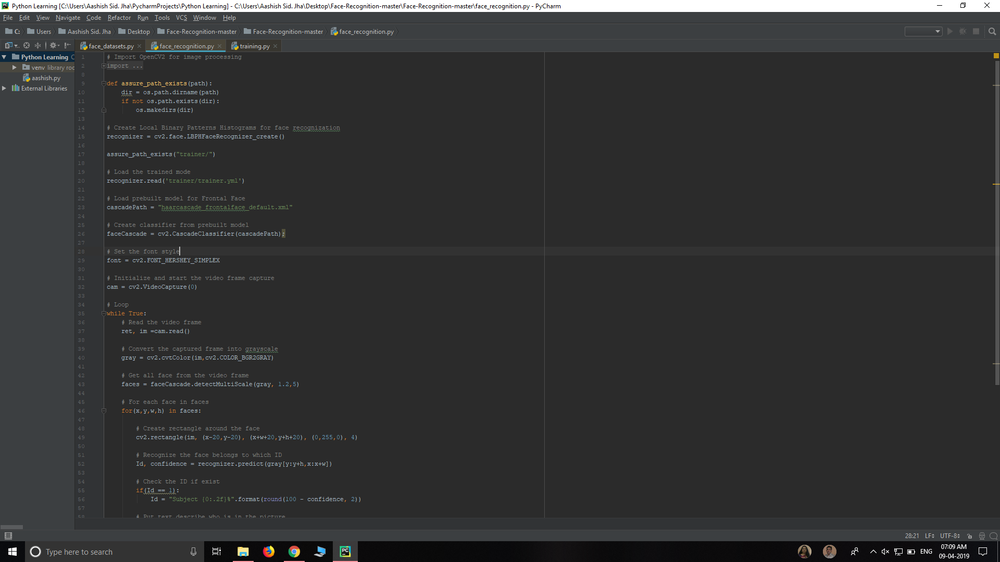 Python Learning [C:\Users\Aashish Sid. Jha\PycharmProjects\Python Learning] - C:\Users\Aashish Sid. Jha\Desktop\Face-Recognition-master\Face-Recognition-master\face_recognition.py - PyCharm
File Edit View Navigate Code Refactor Run Tools VCS Window Help
C: Users Aashish Sid. Jha Desktop Face-Recognition-master Face-Recognition-master face_recognition.py
face_datasets.py face_recognition.py training.py
Python Learning
venv library roo
aashish.py
External Libraries
1 # Import OpenCV2 for image processing
2 import ...
8
9 def assure_path_exists(path):
10 dir = os.path.dirname(path)
11 if not os.path.exists(dir):
12 os.makedirs(dir)
13
14 # Create Local Binary Patterns Histograms for face recognization
15 recognizer = cv2.face.LBPHFaceRecognizer_create()
16
17 assure_path_exists("trainer/")
18
19 # Load the trained mode
20 recognizer.read('trainer/trainer.yml')
21
22 # Load prebuilt model for Frontal Face
23 cascadePath = "haarcascade_frontalface_default.xml"
24
25 # Create classifier from prebuilt model
26 faceCascade = cv2.CascadeClassifier(cascadePath);
27
28 # Set the font style
29 font = cv2.FONT_HERSHEY_SIMPLEX
30
31 # Initialize and start the video frame capture
32 cam = cv2.VideoCapture(0)
33
34 # Loop
35 while True:
36 # Read the video frame
37 ret, im =cam.read()
38
39 # Convert the captured frame into grayscale
40 gray = cv2.cvtColor(im,cv2.COLOR_BGR2GRAY)
41
42 # Get all face from the video frame
43 faces = faceCascade.detectMultiScale(gray, 1.2,5)
44
45 # For each face in faces
46 for(x,y,w,h) in faces:
47
48 # Create rectangle around the face
49 cv2.rectangle(im, (x-20,y-20), (x+w+20,y+h+20), (0,255,0), 4)
50
51 # Recognize the face belongs to which ID
52 Id, confidence = recognizer.predict(gray[y:y+h,x:x+w])
53
54 # Check the ID if exist
55 if(Id == 1):
56 Id = "Subject {0:.2f}%".format(round(100 - confidence, 2))
57
58 # Put text describe who is in the picture
28:21 LF UTF-8
Type here to search
ENG
07:09 AM
09-04-2019